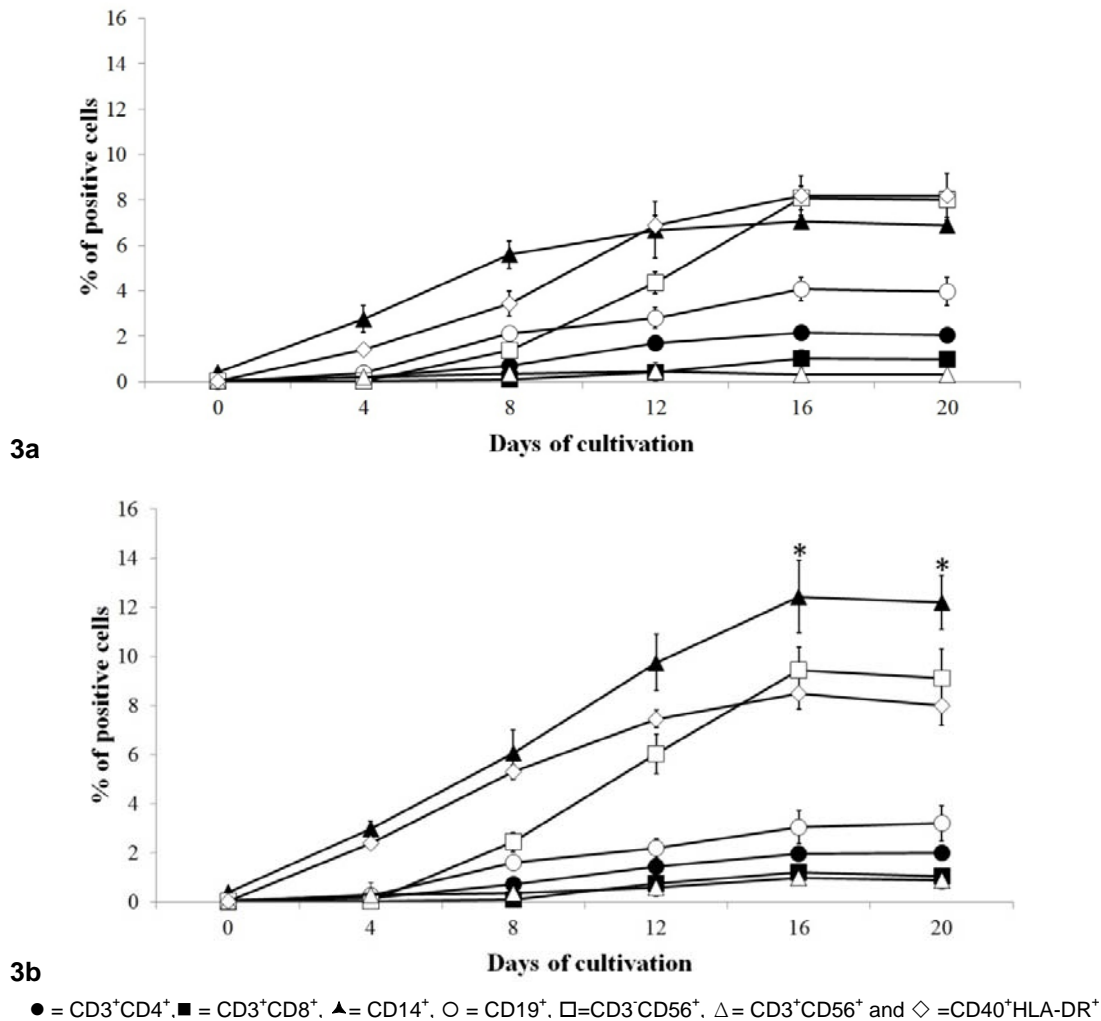 16
14
12
10
8
6
4
2
0
% of positive cells
0 4 8 12 16 20
Days of cultivation
3a
16
14
12
10
8
6
4
2
0
% of positive cells
* *
0 4 8 12 16 20
Days of cultivation
3b
● = CD3⁺CD4⁺, ■ = CD3⁺CD8⁺, ▲= CD14⁺, ○ = CD19⁺, □=CD3⁻CD56⁺, △= CD3⁺CD56⁺ and ◇ =CD40⁺HLA-DR⁺